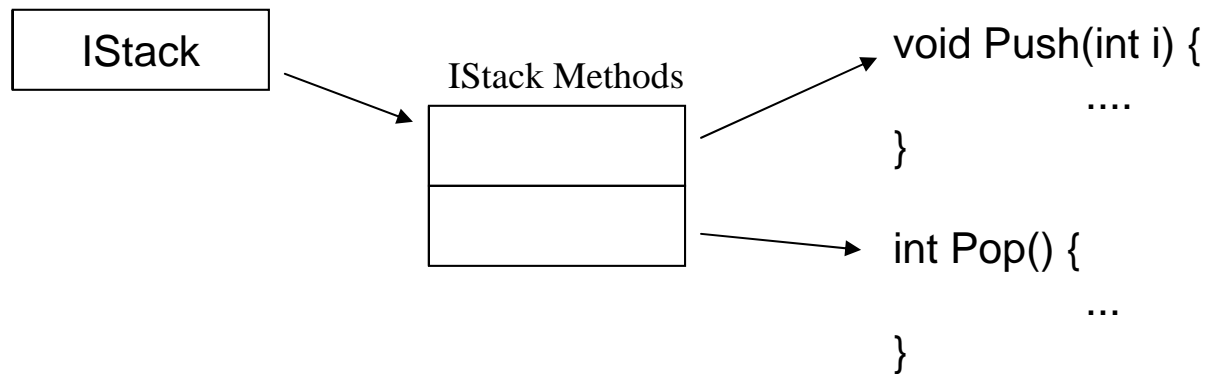 IStack
IStack Methods
void Push(int i) {
....
}
int Pop() {
...
}